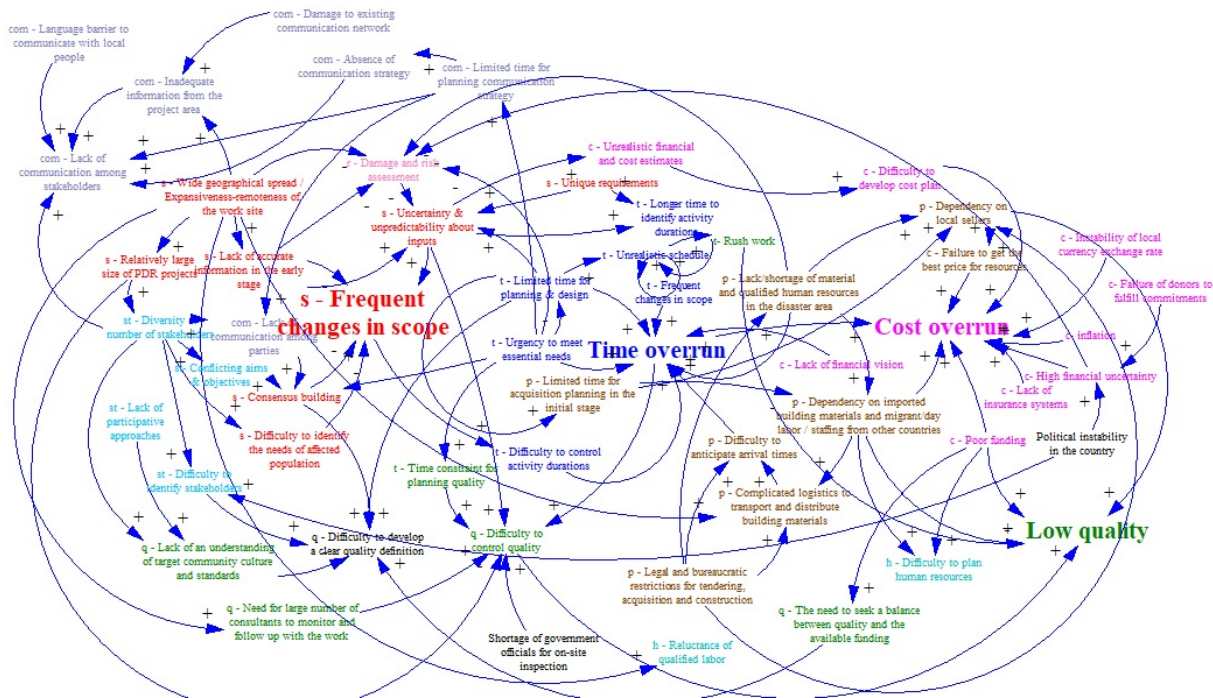 com - Damage to existing
communication network
com - Language barrier to
communicate with local
people
com - Absence of
communication strategy
com - Limited time for
planning communication
strategy
com - Inadequate
information from the
project area
com - Lack of
communication among
stakeholders
r - Damage and risk
assessment
c - Unrealistic financial
and cost estimates
c - Difficulty to
develop cost plan
s - Wide geographical spread /
Expansiveness-remoteness of
the work site
s - Unique requirements
s - Uncertainty &
unpredictability about
inputs
t - Longer time to
identify activity
durations
p - Dependency on
local sellers
s - Relatively large
size of PDR projects
s - Lack of accurate
information in the early
stage
t - Unrealistic schedule
t- Rush work
c - Failure to get the
best price for resources
c - Instability of local
currency exchange rate
t - Limited time for
planning & design
t - Frequent
changes in scope
p - Lack/shortage of material
and qualified human resources
in the disaster area
c- Failure of donors to
fulfill commitments
s - Frequent
changes in scope
st - Diversity
number of stakeholders
com - Lack of
communication among
parties
Cost overrun
c- inflation
t - Urgency to meet
essential needs
Time overrun
c - Lack of financial vision
st - Conflicting aims
& objectives
c- High financial uncertainty
c - Lack of
insurance systems
p - Limited time for
acquisition planning in the
initial stage
s - Consensus building
p - Dependency on imported
building materials and migrant/day
labor / staffing from other countries
st - Lack of
participative
approaches
s - Difficulty to identify
the needs of affected
population
t - Difficulty to control
activity durations
p - Difficulty to
anticipate arrival times
c - Poor funding
Political instability
in the country
st - Difficulty to
identify stakeholders
t - Time constraint for
planning quality
p - Complicated logistics to
transport and distribute
building materials
Low quality
q - Lack of an understanding
of target community culture
and standards
q - Difficulty to develop
a clear quality definition
q - Difficulty to
control quality
p - Legal and bureaucratic
restrictions for tendering,
acquisition and construction
h - Difficulty to plan
human resources
q - Need for large number of
consultants to monitor and
follow up with the work
q - The need to seek a balance
between quality and the
available funding
Shortage of government
officials for on-site
inspection
h - Reluctance of
qualified labor